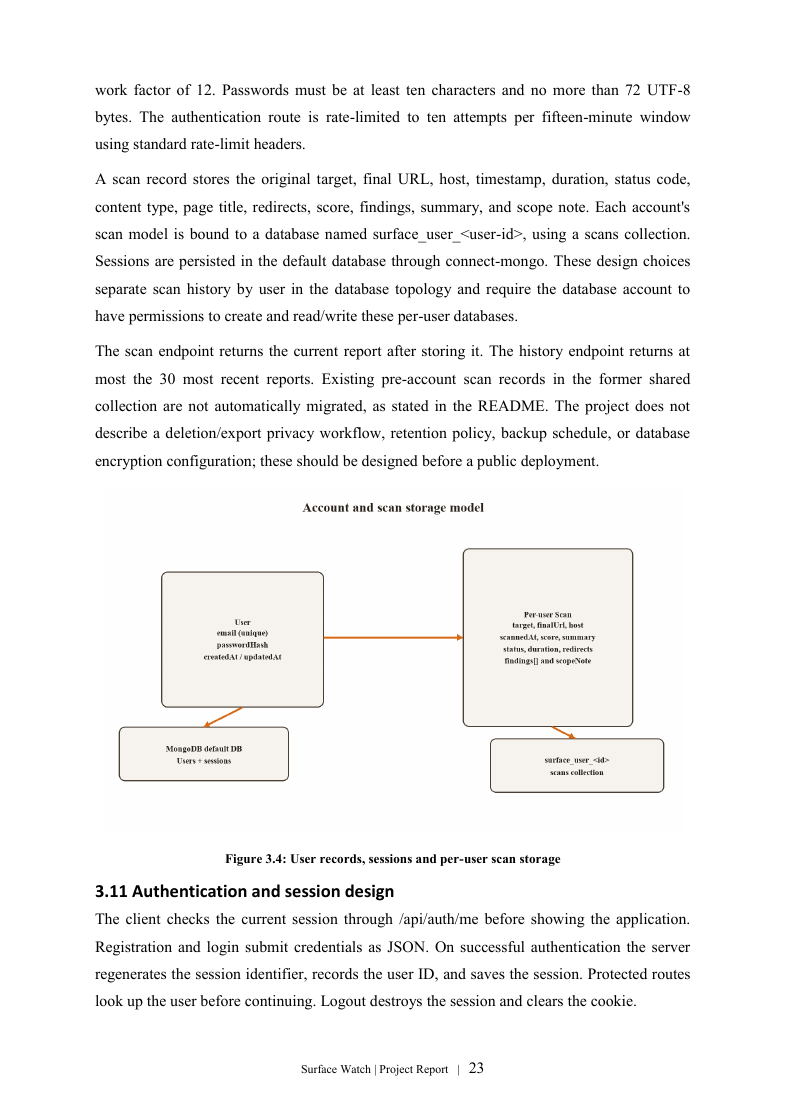 work factor of 12. Passwords must be at least ten characters and no more than 72 UTF-8
bytes. The authentication route is rate-limited to ten attempts per fifteen-minute window
using standard rate-limit headers.
A scan record stores the original target, final URL, host, timestamp, duration, status code,
content type, page title, redirects, score, findings, summary, and scope note. Each account's
scan model is bound to a database named surface_user_<user-id>, using a scans collection.
Sessions are persisted in the default database through connect-mongo. These design choices
separate scan history by user in the database topology and require the database account to
have permissions to create and read/write these per-user databases.
The scan endpoint returns the current report after storing it. The history endpoint returns at
most the 30 most recent reports. Existing pre-account scan records in the former shared
collection are not automatically migrated, as stated in the README. The project does not
describe a deletion/export privacy workflow, retention policy, backup schedule, or database
encryption configuration; these should be designed before a public deployment.
Account and scan storage model
User
email (unique)
passwordHash
createdAt / updatedAt
Per-user Scan
target, finalUrl, host
scannedAt, score, summary
status, duration, redirects
findings[] and scopeNote
MongoDB default DB
Users + sessions
surface_user_<id>
scans collection
Figure 3.4: User records, sessions and per-user scan storage
3.11 Authentication and session design
The client checks the current session through /api/auth/me before showing the application.
Registration and login submit credentials as JSON. On successful authentication the server
regenerates the session identifier, records the user ID, and saves the session. Protected routes
look up the user before continuing. Logout destroys the session and clears the cookie.
Surface Watch | Project Report | 23